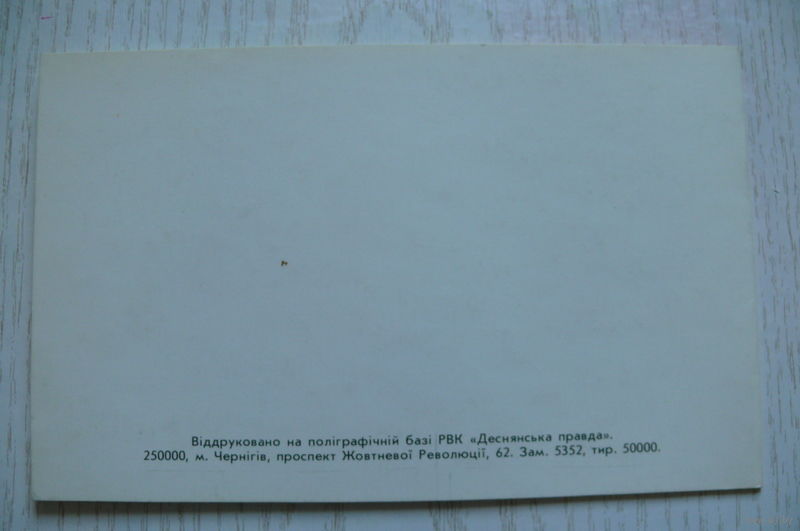 Віддруковано на поліграфічній базі РВК «Деснянська правда».
250000, м. Чернігів, проспект Жовтневої Революції, 62. Зам. 5352, тир. 50000.